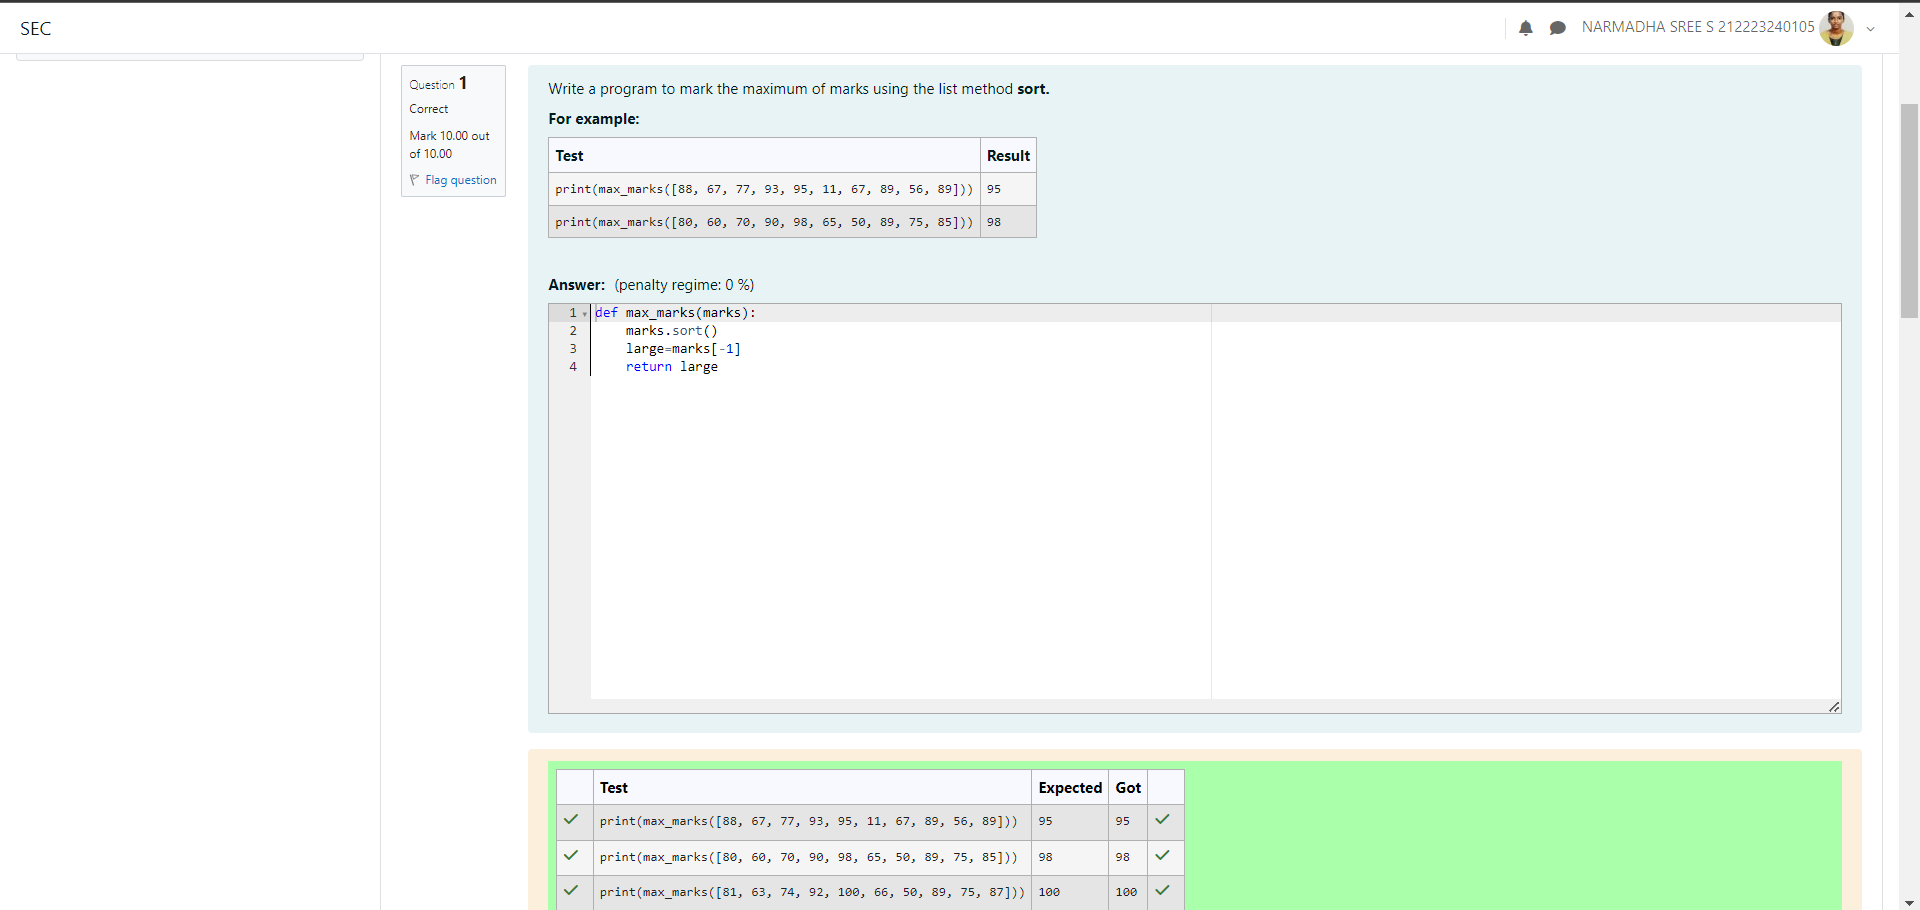 SEC
NARMADHA SREE S 212223240105
Question 1
Correct
Mark 10.00 out
of 10.00
Flag question
Write a program to mark the maximum of marks using the list method sort.
For example:
Test Result
print(max_marks([88, 67, 77, 93, 95, 11, 67, 89, 56, 89])) 95
print(max_marks([80, 60, 70, 90, 98, 65, 50, 89, 75, 85])) 98
Answer: (penalty regime: 0 %)
1 def max_marks(marks):
2     marks.sort()
3     large=marks[-1]
4     return large
Test Expected Got
print(max_marks([88, 67, 77, 93, 95, 11, 67, 89, 56, 89])) 95 95
print(max_marks([80, 60, 70, 90, 98, 65, 50, 89, 75, 85])) 98 98
print(max_marks([81, 63, 74, 92, 100, 66, 50, 89, 75, 87])) 100 100